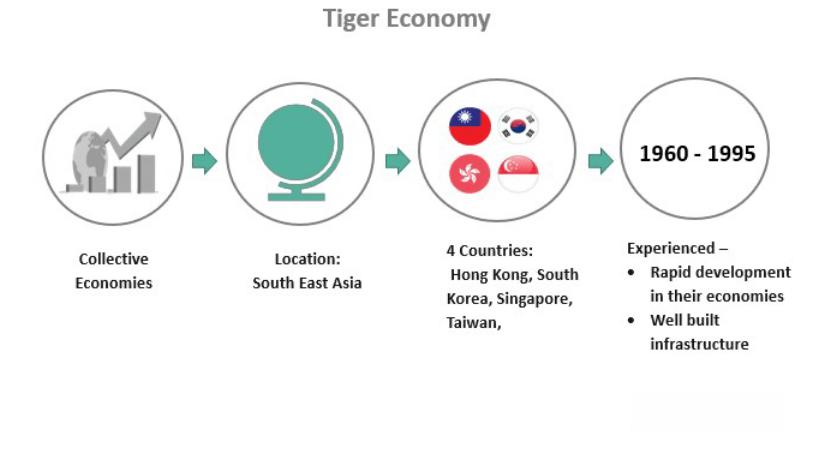 Tiger Economy
Collective
Economies
Location:
South East Asia
4 Countries:
Hong Kong, South
Korea, Singapore,
Taiwan,
1960 - 1995
Experienced –
• Rapid development
in their economies
• Well built
infrastructure